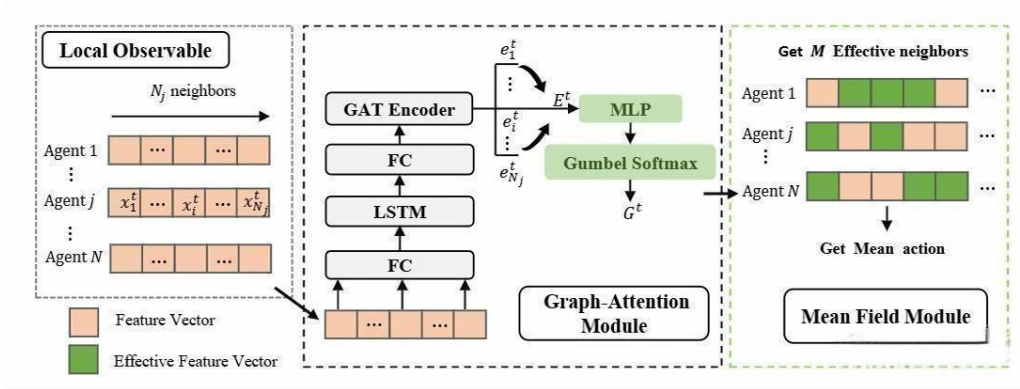 Local Observable
N_j neighbors
Agent 1
... ...
⋮
Agent j
x_1^t ... x_i^t ... x_{N_j}^t
⋮
Agent N
... ...
Feature Vector
Effective Feature Vector
GAT Encoder
FC
LSTM
FC
... ...
e_1^t
⋮
e_i^t
⋮
e_{N_j}^t
E^t
MLP
Gumbel Softmax
G^t
Graph-Attention
Module
Get M Effective neighbors
Agent 1
...
Agent j
...
⋮
Agent N
...
Get Mean action
Mean Field Module